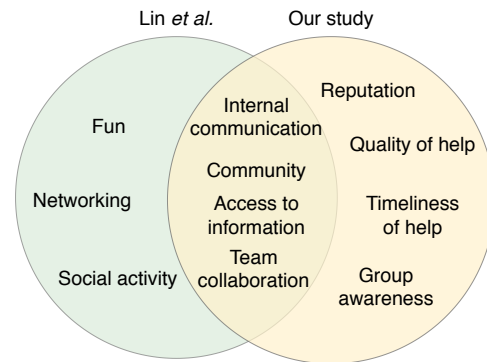 Lin et al.
Our study
Fun
Networking
Social activity
Internal
communication
Community
Access to
information
Team
collaboration
Reputation
Quality of help
Timeliness
of help
Group
awareness